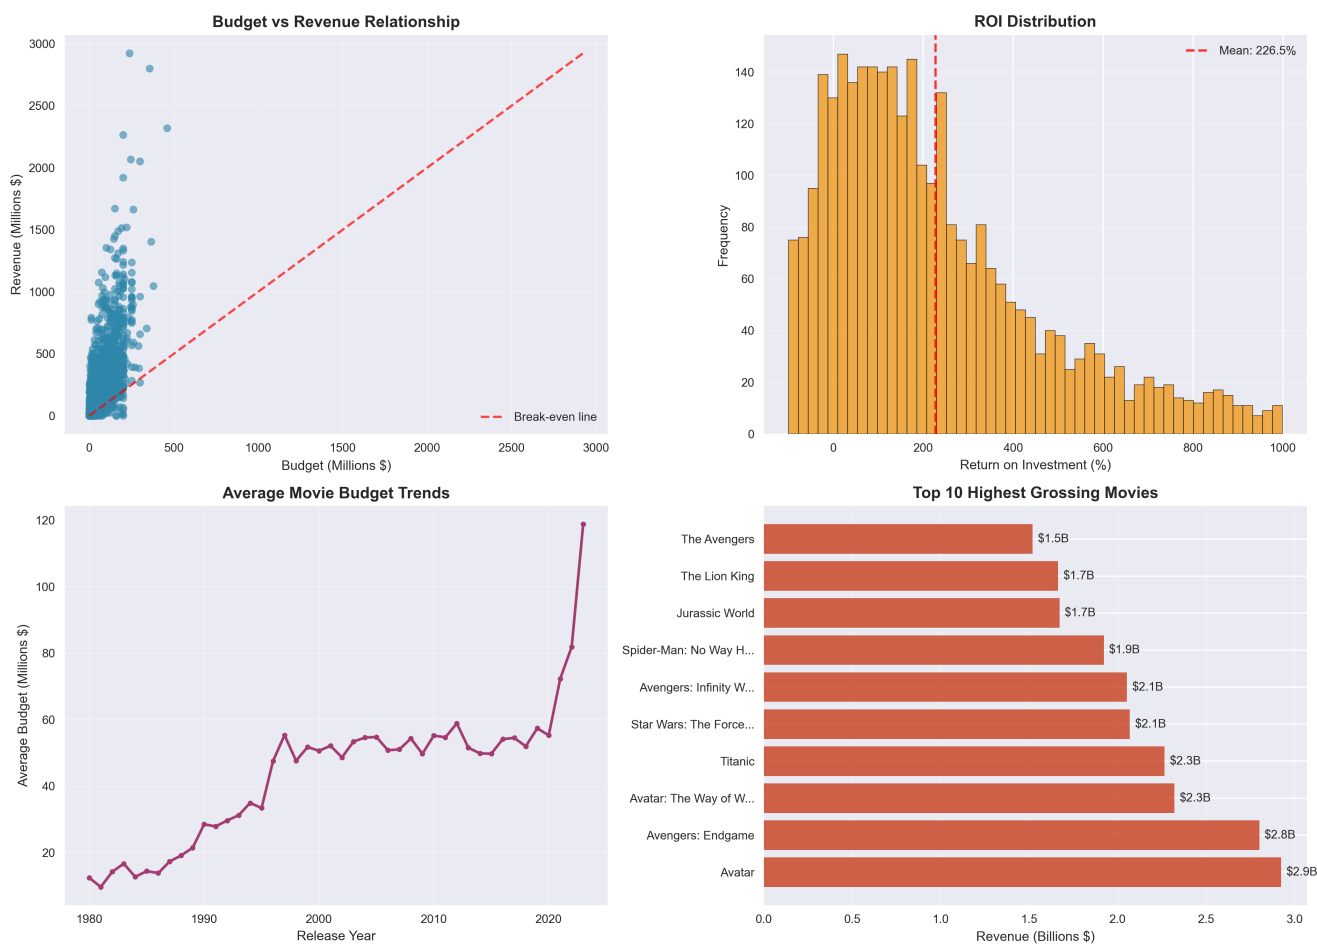 Budget vs Revenue Relationship
Revenue (Millions $)
3000
2500
2000
1500
1000
500
0
Break-even line
0 500 1000 1500 2000 2500 3000
Budget (Millions $)
ROI Distribution
Frequency
140
120
100
80
60
40
20
0
Mean: 226.5%
0 200 400 600 800 1000
Return on Investment (%)
Average Movie Budget Trends
Average Budget (Millions $)
120
100
80
60
40
20
1980 1990 2000 2010 2020
Release Year
Top 10 Highest Grossing Movies
The Avengers $1.5B
The Lion King $1.7B
Jurassic World $1.7B
Spider-Man: No Way H... $1.9B
Avengers: Infinity W... $2.1B
Star Wars: The Force... $2.1B
Titanic $2.3B
Avatar: The Way of W... $2.3B
Avengers: Endgame $2.8B
Avatar $2.9B
0.0 0.5 1.0 1.5 2.0 2.5 3.0
Revenue (Billions $)